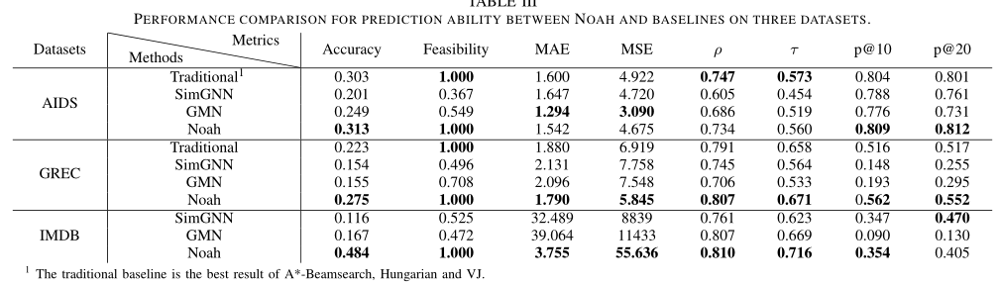 TABLE III
PERFORMANCE COMPARISON FOR PREDICTION ABILITY BETWEEN NOAH AND BASELINES ON THREE DATASETS.
Datasets Methods Metrics Accuracy Feasibility MAE MSE ρ τ p@10 p@20
AIDS
Traditional1 0.303 1.000 1.600 4.922 0.747 0.573 0.804 0.801
SimGNN 0.201 0.367 1.647 4.720 0.605 0.454 0.788 0.761
GMN 0.249 0.549 1.294 3.090 0.686 0.519 0.776 0.731
Noah 0.313 1.000 1.542 4.675 0.734 0.560 0.809 0.812
GREC
Traditional 0.223 1.000 1.880 6.919 0.791 0.658 0.516 0.517
SimGNN 0.154 0.496 2.131 7.758 0.745 0.564 0.148 0.255
GMN 0.155 0.708 2.096 7.548 0.706 0.533 0.193 0.295
Noah 0.275 1.000 1.790 5.845 0.807 0.671 0.562 0.552
IMDB
SimGNN 0.116 0.525 32.489 8839 0.761 0.623 0.347 0.470
GMN 0.167 0.472 39.064 11433 0.807 0.669 0.090 0.130
Noah 0.484 1.000 3.755 55.636 0.810 0.716 0.354 0.405
1 The traditional baseline is the best result of A*-Beamsearch, Hungarian and VJ.